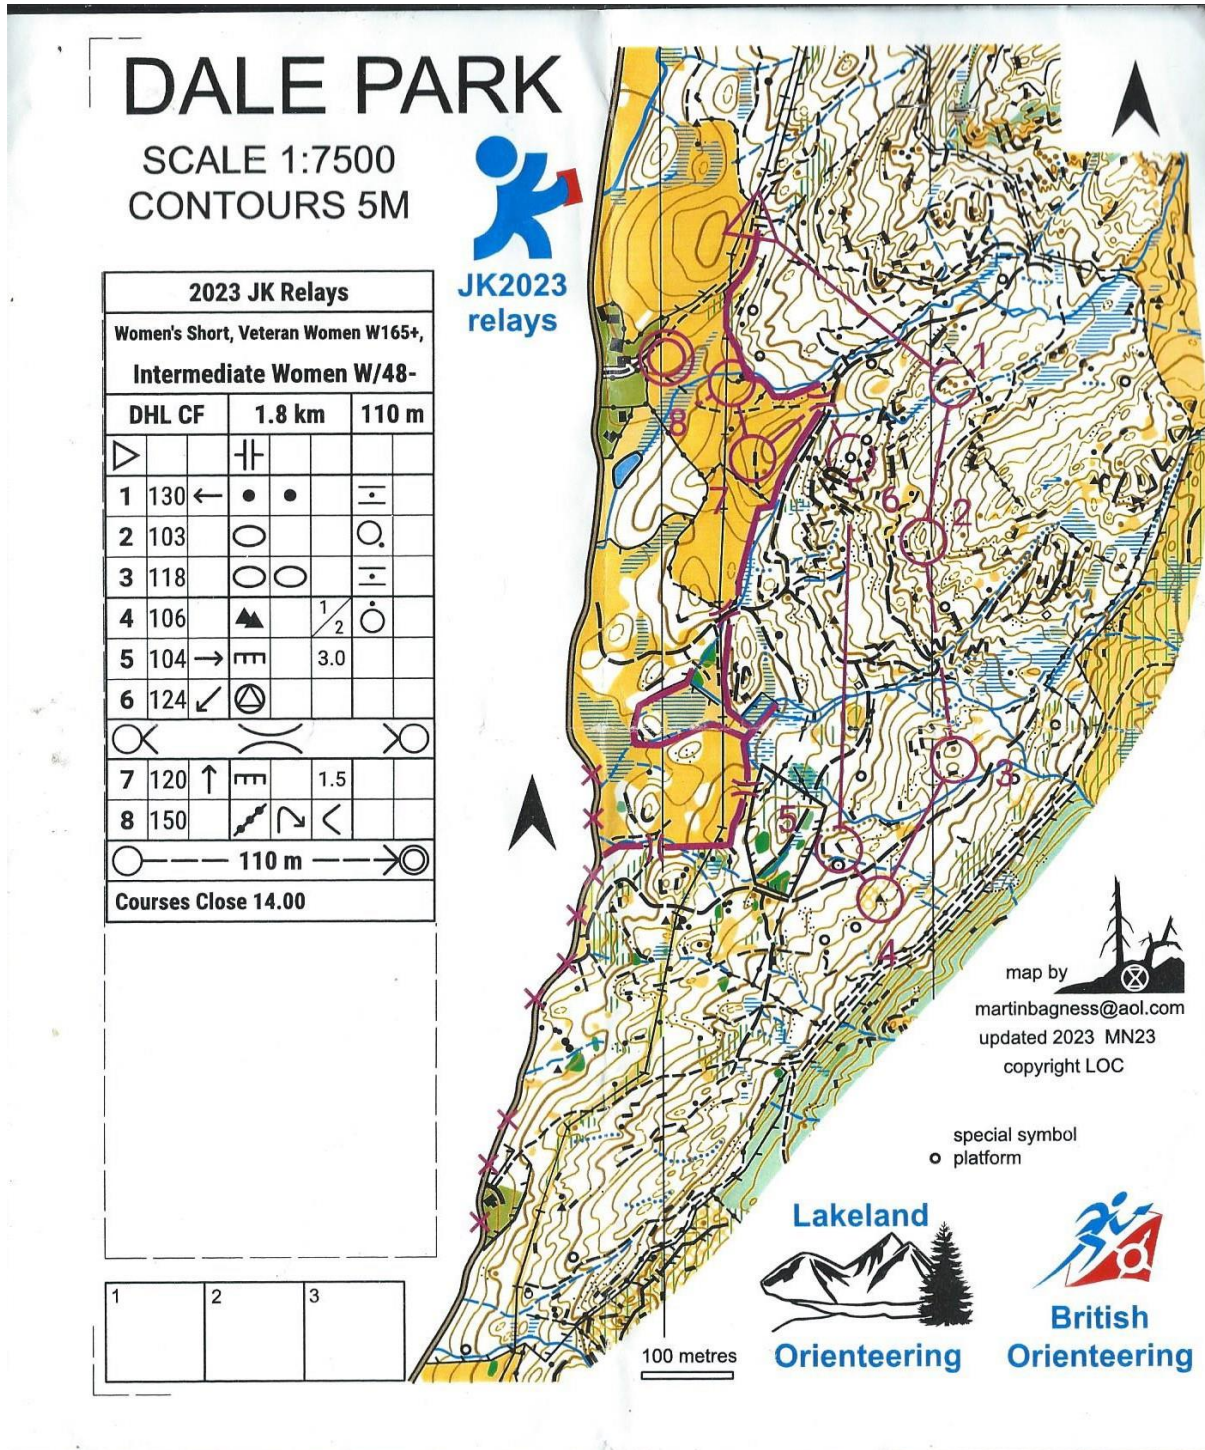 DALE PARK
SCALE 1:7500
CONTOURS 5M
JK2023
relays
2023 JK Relays
Women's Short, Veteran Women W165+,
Intermediate Women W/48-
DHL CF 1.8 km 110 m
1 130
2 103
3 118
4 106 1/2
5 104 3.0
6 124
7 120 1.5
8 150
110 m
Courses Close 14.00
1 2 3
1
2
3
4
5
6
7
8
map by
martinbagness@aol.com
updated 2023 MN23
copyright LOC
special symbol
platform
100 metres
Lakeland
Orienteering
British
Orienteering